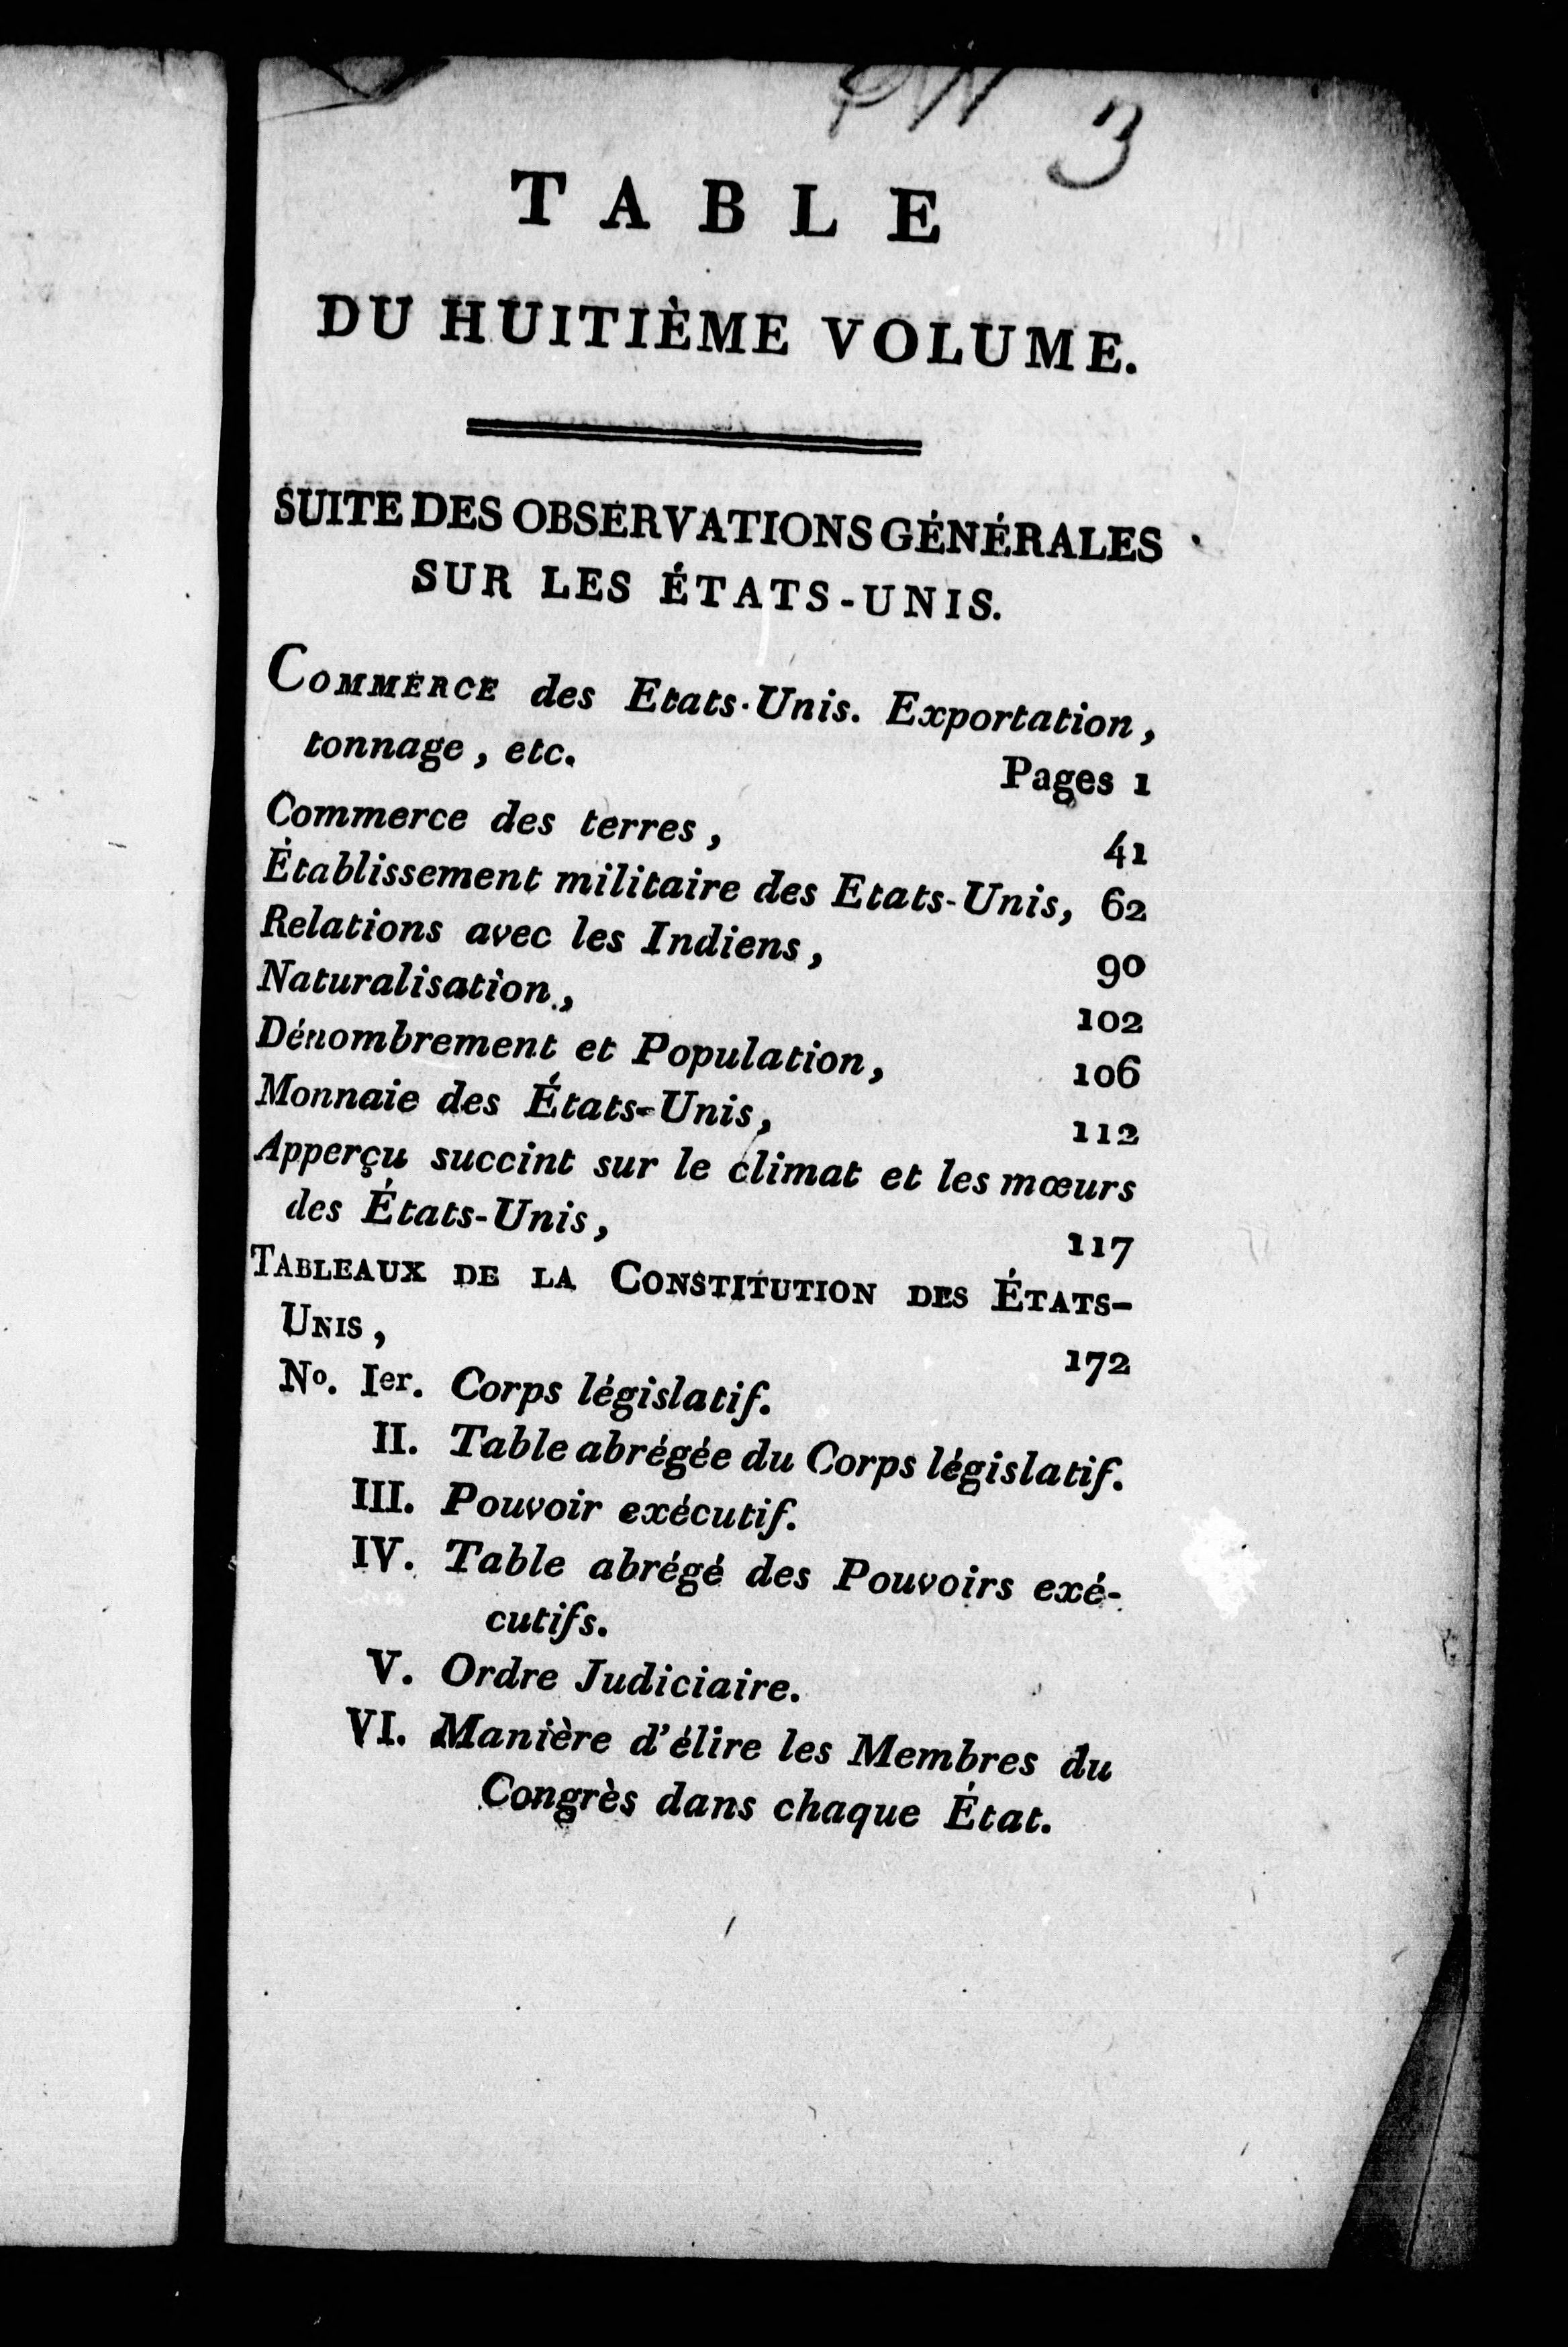 3
TABLE
DU HUITIÈME VOLUME.
SUITE DES OBSERVATIONS GÉNÉRALES
SUR LES ÉTATS-UNIS.
COMMERCE des Etats-Unis. Exportation,
tonnage, etc. Pages 1
Commerce des terres, 41
Établissement militaire des Etats-Unis, 62
Relations avec les Indiens, 90
Naturalisation, 102
Dénombrement et Population, 106
Monnaie des États-Unis, 112
Apperçu succint sur le climat et les mœurs
des États-Unis, 117
TABLEAUX DE LA CONSTITUTION DES ÉTATS-
UNIS, 172
No. Ier. Corps législatif.
II. Table abrégée du Corps législatif.
III. Pouvoir exécutif.
IV. Table abrégé des Pouvoirs exé-
cutifs.
V. Ordre Judiciaire.
VI. Manière d'élire les Membres du
Congrès dans chaque État.